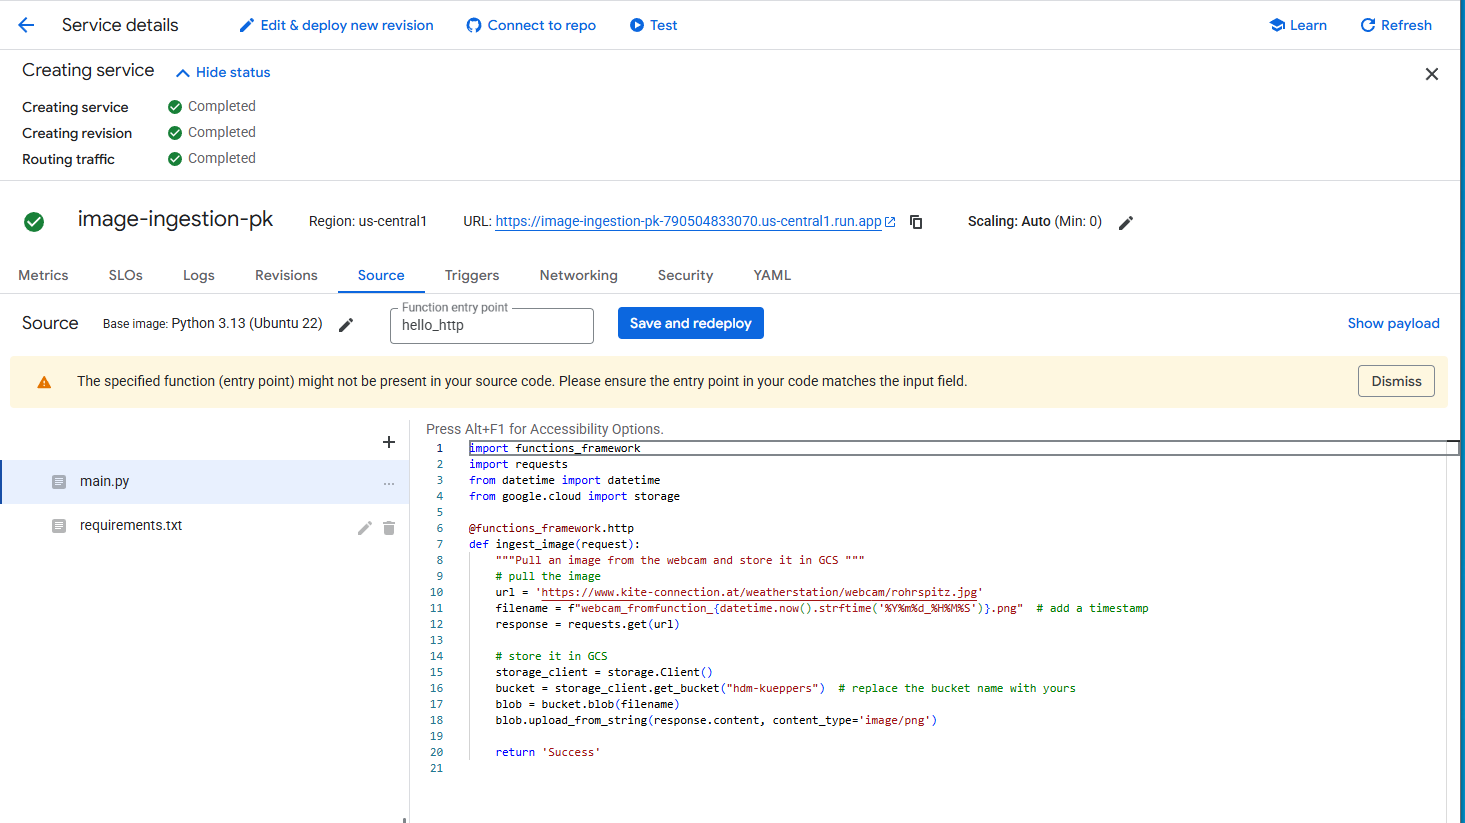 Service details
Edit & deploy new revision
Connect to repo
Test
Learn
Refresh
Creating service
Hide status
Creating service Completed
Creating revision Completed
Routing traffic Completed
image-ingestion-pk
Region: us-central1
URL: https://image-ingestion-pk-790504833070.us-central1.run.app
Scaling: Auto (Min: 0)
Metrics
SLOs
Logs
Revisions
Source
Triggers
Networking
Security
YAML
Source
Base image: Python 3.13 (Ubuntu 22)
Function entry point
hello_http
Save and redeploy
Show payload
The specified function (entry point) might not be present in your source code. Please ensure the entry point in your code matches the input field.
Dismiss
main.py
...
requirements.txt
Press Alt+F1 for Accessibility Options.
1 import functions_framework
2 import requests
3 from datetime import datetime
4 from google.cloud import storage
5
6 @functions_framework.http
7 def ingest_image(request):
8 """Pull an image from the webcam and store it in GCS """
9 # pull the image
10 url = 'https://www.kite-connection.at/weatherstation/webcam/rohrspitz.jpg'
11 filename = f"webcam_fromfunction_{datetime.now().strftime('%Y%m%d_%H%M%S')}.png"  # add a timestamp
12 response = requests.get(url)
13
14 # store it in GCS
15 storage_client = storage.Client()
16 bucket = storage_client.get_bucket("hdm-kueppers")  # replace the bucket name with yours
17 blob = bucket.blob(filename)
18 blob.upload_from_string(response.content, content_type='image/png')
19
20 return 'Success'
21